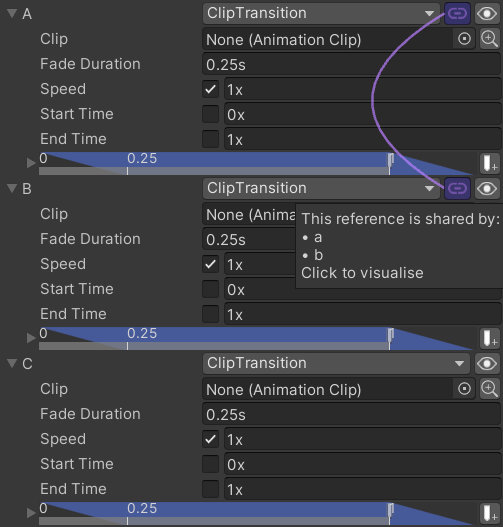 A ClipTransition
Clip None (Animation Clip)
Fade Duration 0.25s
Speed 1x
Start Time 0x
End Time 1x
0 0.25
B ClipTransition
Clip None (Anima
This reference is shared by:
Fade Duration 0.25s
• a
Speed 1x
• b
Click to visualise
Start Time 0x
End Time 1x
0 0.25
C ClipTransition
Clip None (Animation Clip)
Fade Duration 0.25s
Speed 1x
Start Time 0x
End Time 1x
0 0.25